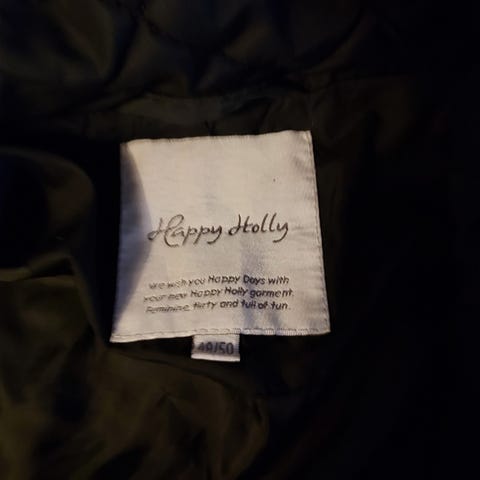 Happy Holly
We wish you Happy Days with
your new Happy Holly garment.
Feminine, flirty and full of fun.
48/50